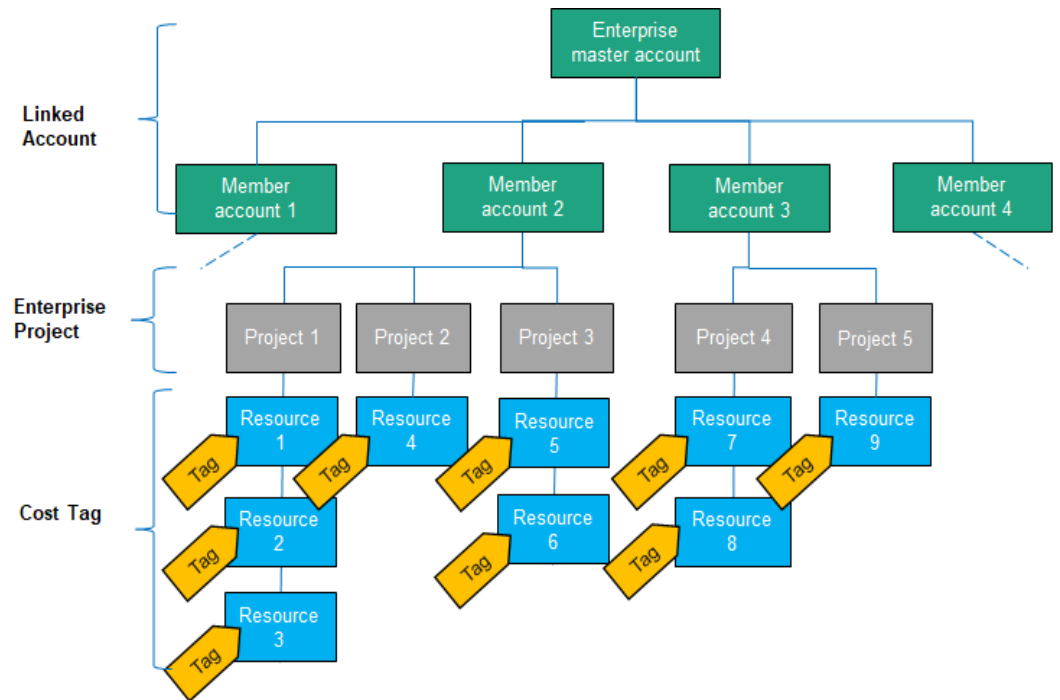 Enterprise
master account
Linked
Account
Member
account 1
Member
account 2
Member
account 3
Member
account 4
Enterprise
Project
Project 1
Project 2
Project 3
Project 4
Project 5
Cost Tag
Resource
1
Tag
Resource
4
Tag
Resource
5
Tag
Resource
7
Tag
Resource
9
Tag
Resource
2
Tag
Resource
6
Tag
Resource
8
Tag
Resource
3
Tag